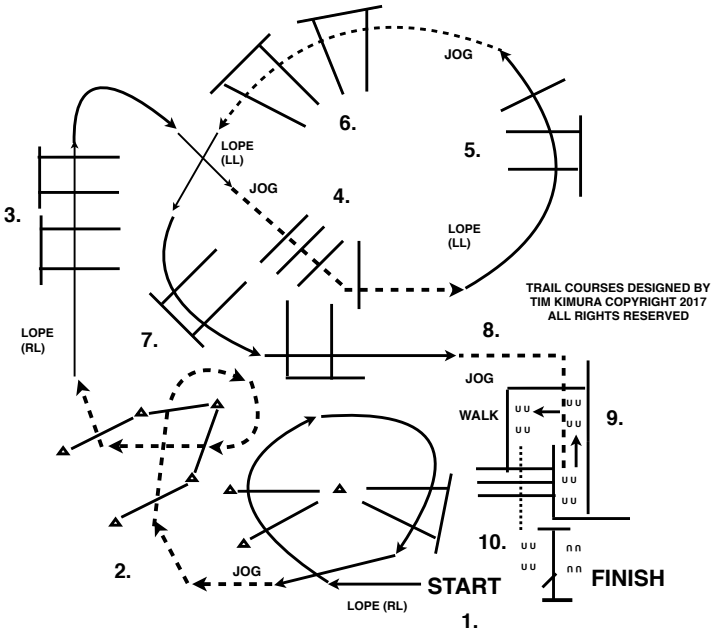 JOG
6.
5.
LOPE
(LL)
JOG
4.
3.
LOPE
(LL)
TRAIL COURSES DESIGNED BY
TIM KIMURA COPYRIGHT 2017
ALL RIGHTS RESERVED
LOPE
(RL)
7.
8.
JOG
WALK
9.
U U
U U
U U
U U
U U
U U
10.
U U
U U
n n
n n
2.
JOG
START
FINISH
LOPE (RL)
1.